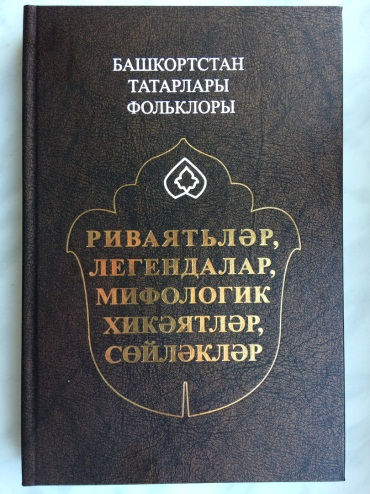 БАШКОРТСТАН
ТАТАРЛАРЫ
ФОЛЬКЛОРЫ
РИВАЯТЬЛӘР,
ЛЕГЕНДАЛАР,
МИФОЛОГИК
ХИКӘЯТЛӘР,
СӨЙЛӘКЛӘР